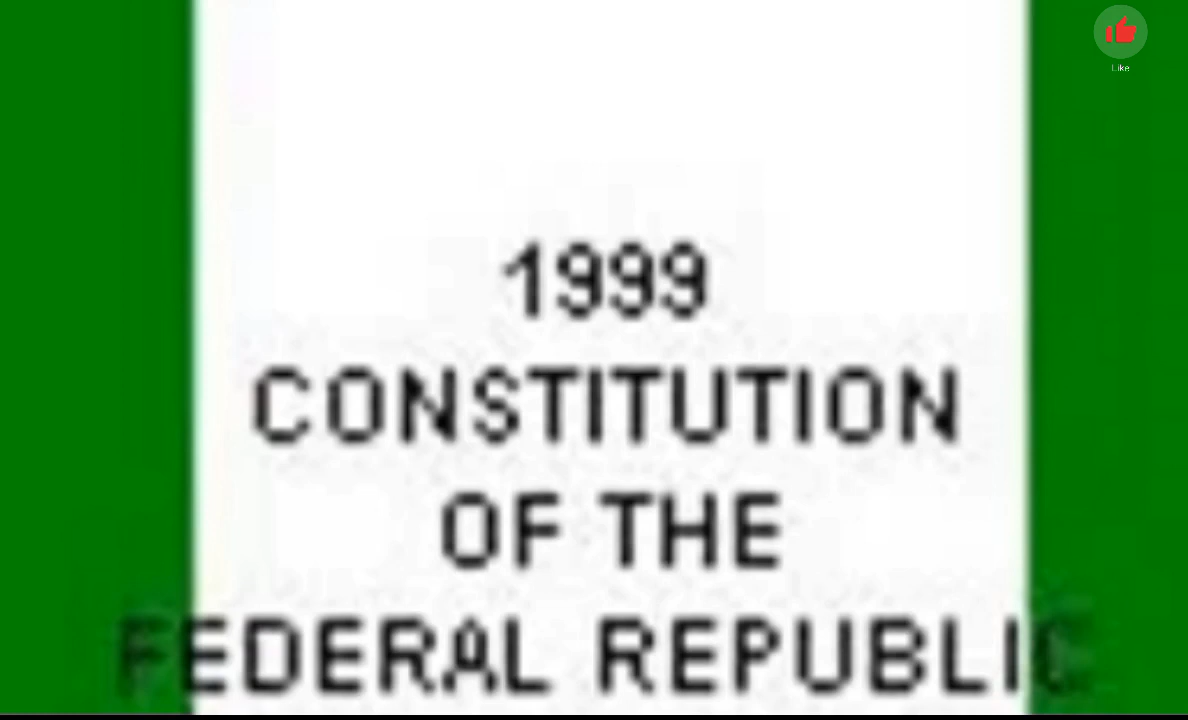 Like
1999
CONSTITUTION
OF THE
FEDERAL REPUBLIC